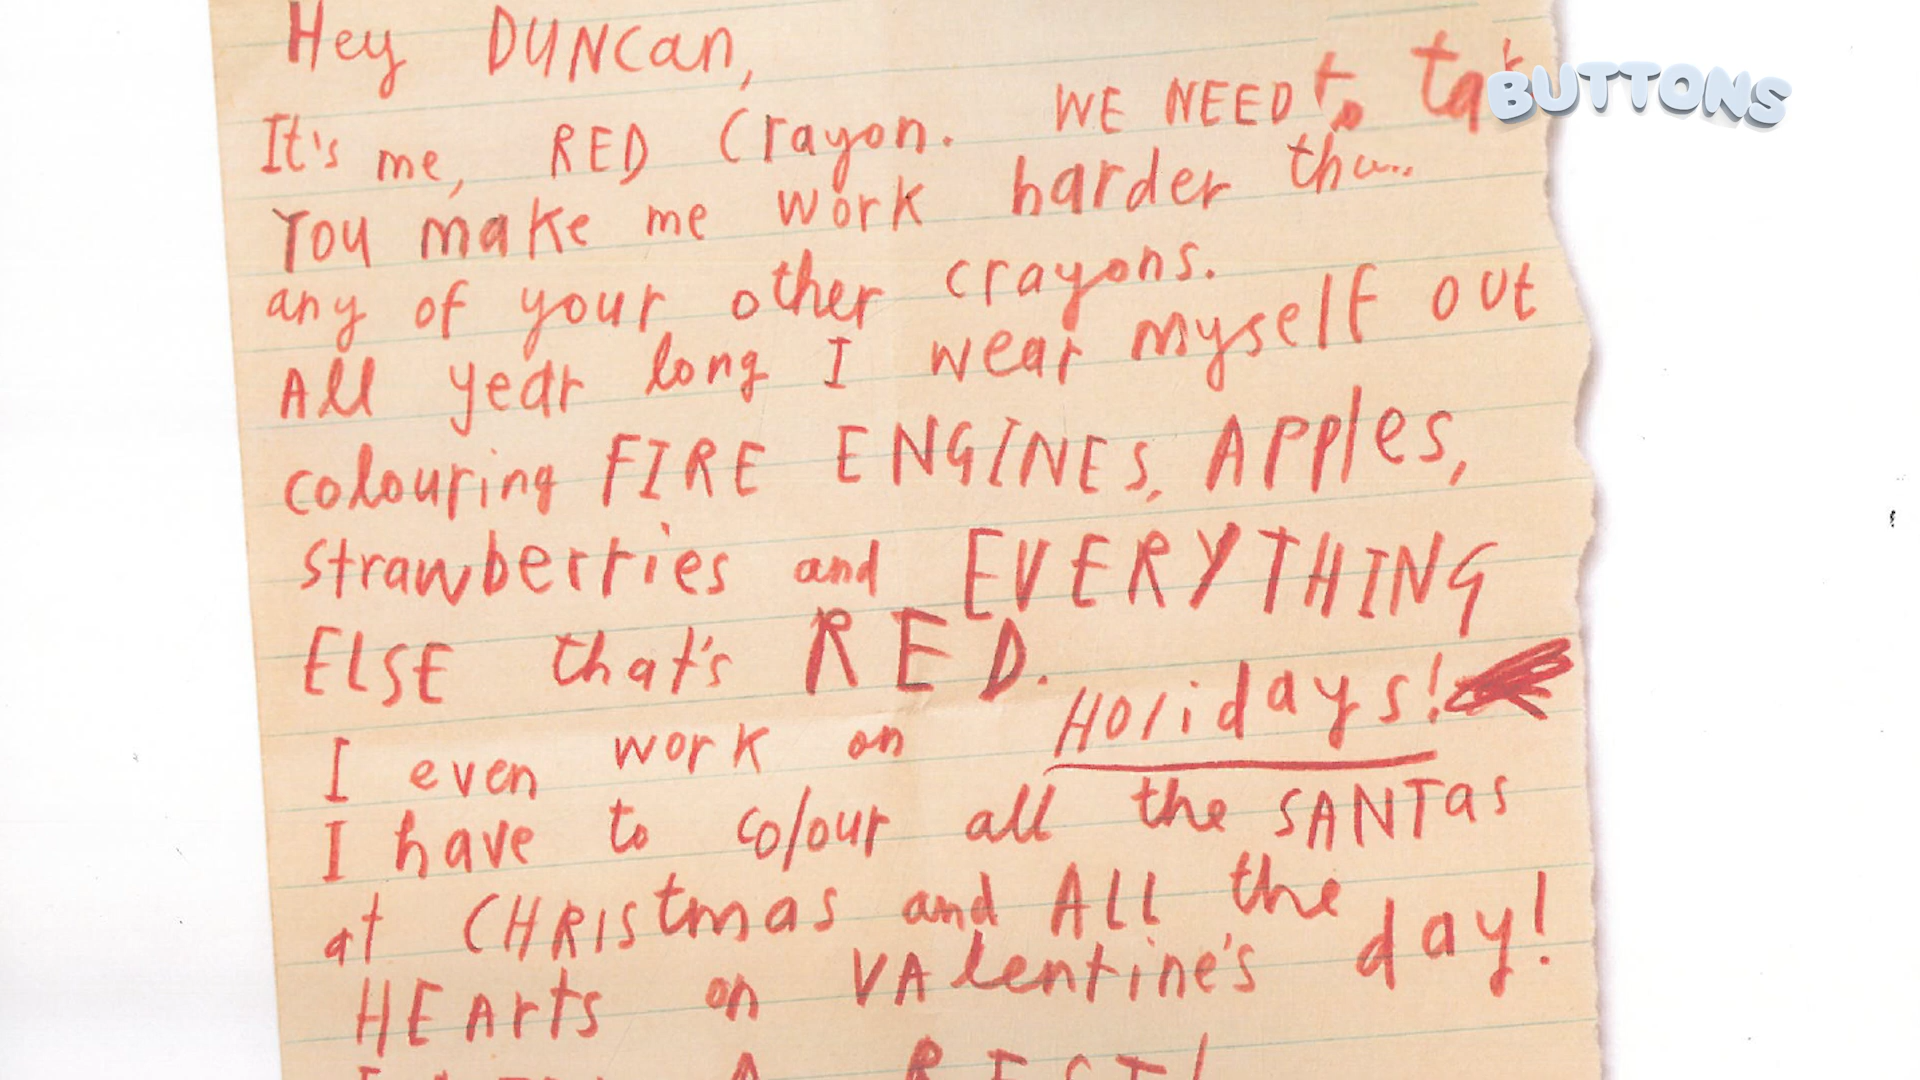 Hey DUNCan,
BUTTONS
It's me, RED Crayon. WE NEED to
You make me work harder
any of your other crayons.
All year long I wear myself out
colouring FIRE ENGINES, APPles,
strawberries and EVERYTHING
ELSE that's RED.
I even work on Holidays!
I have to colour all the SANTas
at CHRIStmas and ALL the
HEArts on VAlentine's day!
A REST!